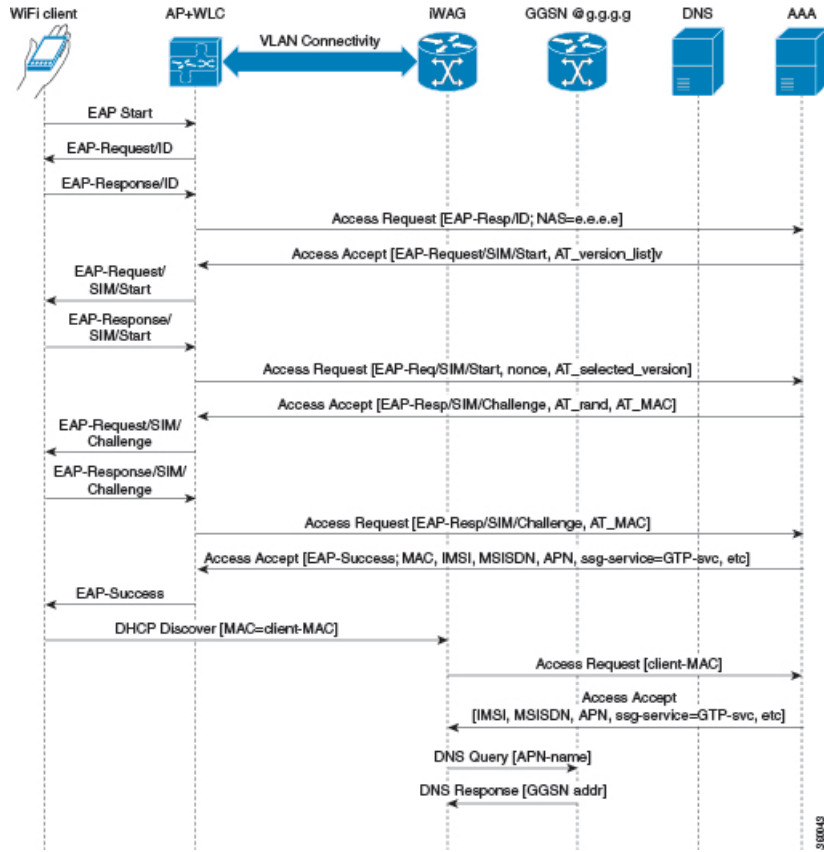 WiFi client
AP+WLC
iWAG
GGSN @g.g.g.g
DNS
AAA
VLAN Connectivity
EAP Start
EAP-Request/ID
EAP-Response/ID
Access Request [EAP-Resp/ID; NAS=e.e.e.e]
Access Accept [EAP-Request/SIM/Start, AT_version_list]v
EAP-Request/
SIM/Start
EAP-Response/
SIM/Start
Access Request [EAP-Req/SIM/Start, nonce, AT_selected_version]
Access Accept [EAP-Resp/SIM/Challenge, AT_rand, AT_MAC]
EAP-Request/SIM/
Challenge
EAP-Response/SIM/
Challenge
Access Request [EAP-Resp/SIM/Challenge, AT_MAC]
Access Accept [EAP-Success; MAC, IMSI, MSISDN, APN, ssg-service=GTP-svc, etc]
EAP-Success
DHCP Discover [MAC=client-MAC]
Access Request [client-MAC]
Access Accept
[IMSI, MSISDN, APN, ssg-service=GTP-svc, etc]
DNS Query [APN-name]
DNS Response [GGSN addr]
360043